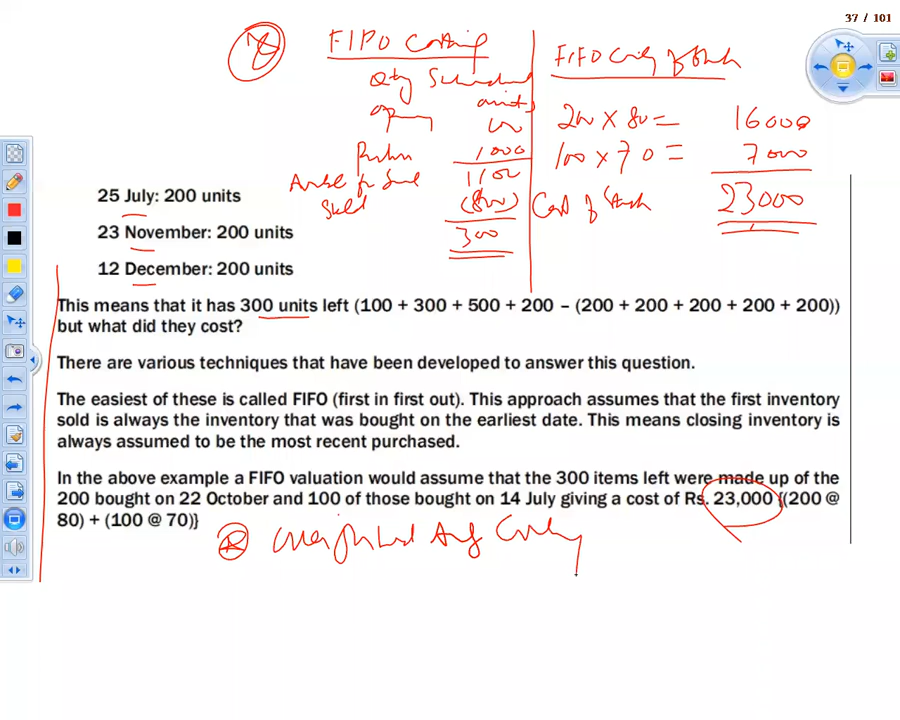 37 / 101
FIFO Costing
FIFO Costing of Stock
Qty Schedule
units
100
200 x 80 = 16000
1000
100 x 70 = 7000
1100
25 July: 200 units
Sold (800) Cost of Stock 23000
23 November: 200 units
300
12 December: 200 units
This means that it has 300 units left (100 + 300 + 500 + 200 – (200 + 200 + 200 + 200 + 200))
but what did they cost?
There are various techniques that have been developed to answer this question.
The easiest of these is called FIFO (first in first out). This approach assumes that the first inventory
sold is always the inventory that was bought on the earliest date. This means closing inventory is
always assumed to be the most recent purchased.
In the above example a FIFO valuation would assume that the 300 items left were made up of the
200 bought on 22 October and 100 of those bought on 14 July giving a cost of Rs. 23,000 {(200 @
80) + (100 @ 70)}
Avg Costing